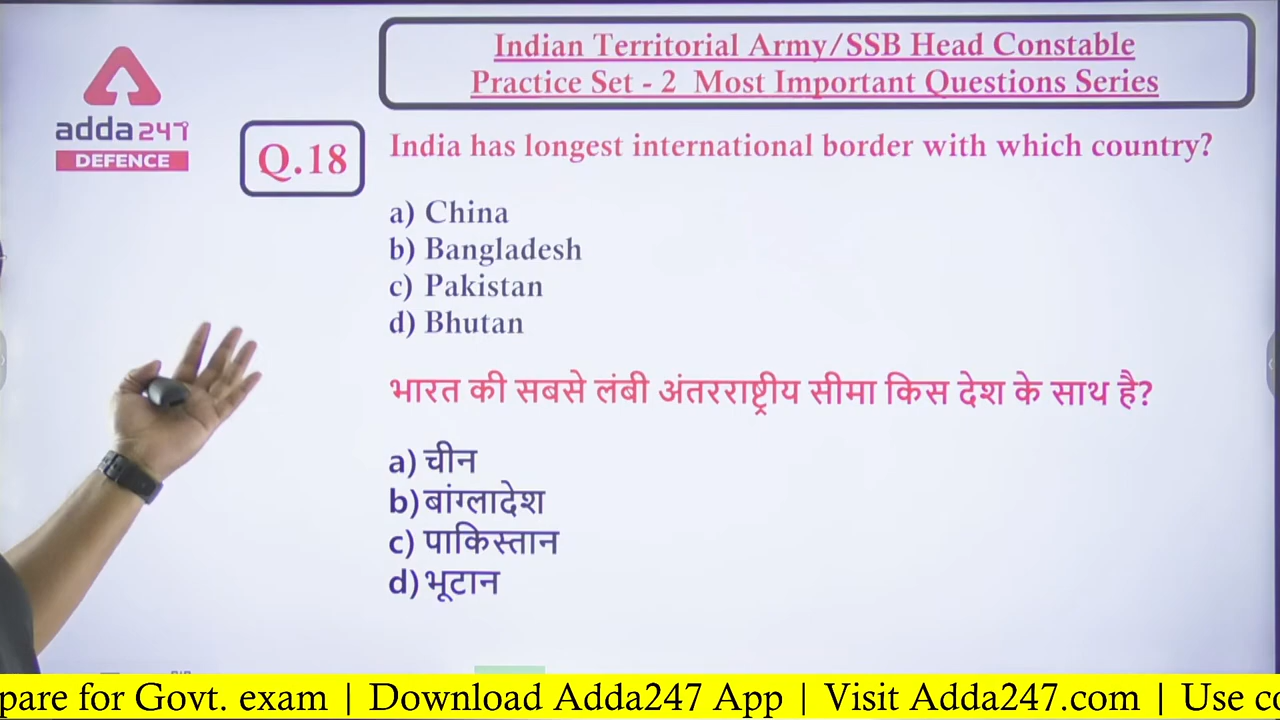 Indian Territorial Army/SSB Head Constable
Practice Set - 2 Most Important Questions Series
adda247
DEFENCE
Q.18
India has longest international border with which country?
a) China
b) Bangladesh
c) Pakistan
d) Bhutan
भारत की सबसे लंबी अंतरराष्ट्रीय सीमा किस देश के साथ है?
a) चीन
b) बांग्लादेश
c) पाकिस्तान
d) भूटान
pare for Govt. exam | Download Adda247 App | Visit Adda247.com | Use co